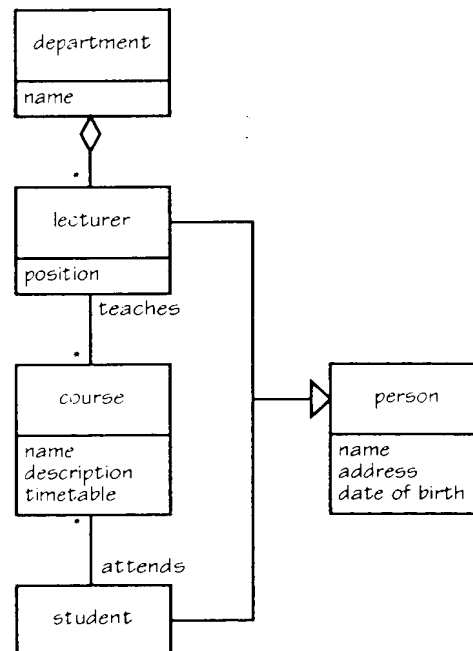 department
name
*
lecturer
position
teaches
*
course
name
description
timetable
*
attends
student
person
name
address
date of birth